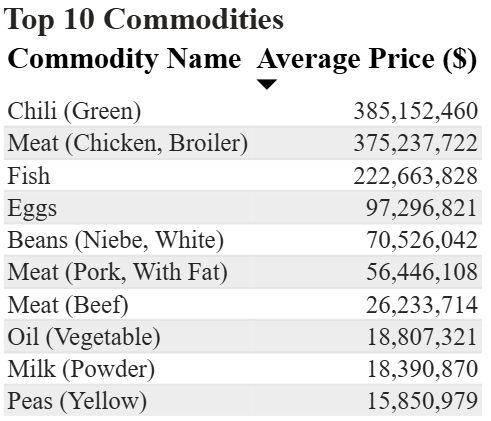 Top 10 Commodities
Commodity Name Average Price ($)
Chili (Green) 385,152,460
Meat (Chicken, Broiler) 375,237,722
Fish 222,663,828
Eggs 97,296,821
Beans (Niebe, White) 70,526,042
Meat (Pork, With Fat) 56,446,108
Meat (Beef) 26,233,714
Oil (Vegetable) 18,807,321
Milk (Powder) 18,390,870
Peas (Yellow) 15,850,979